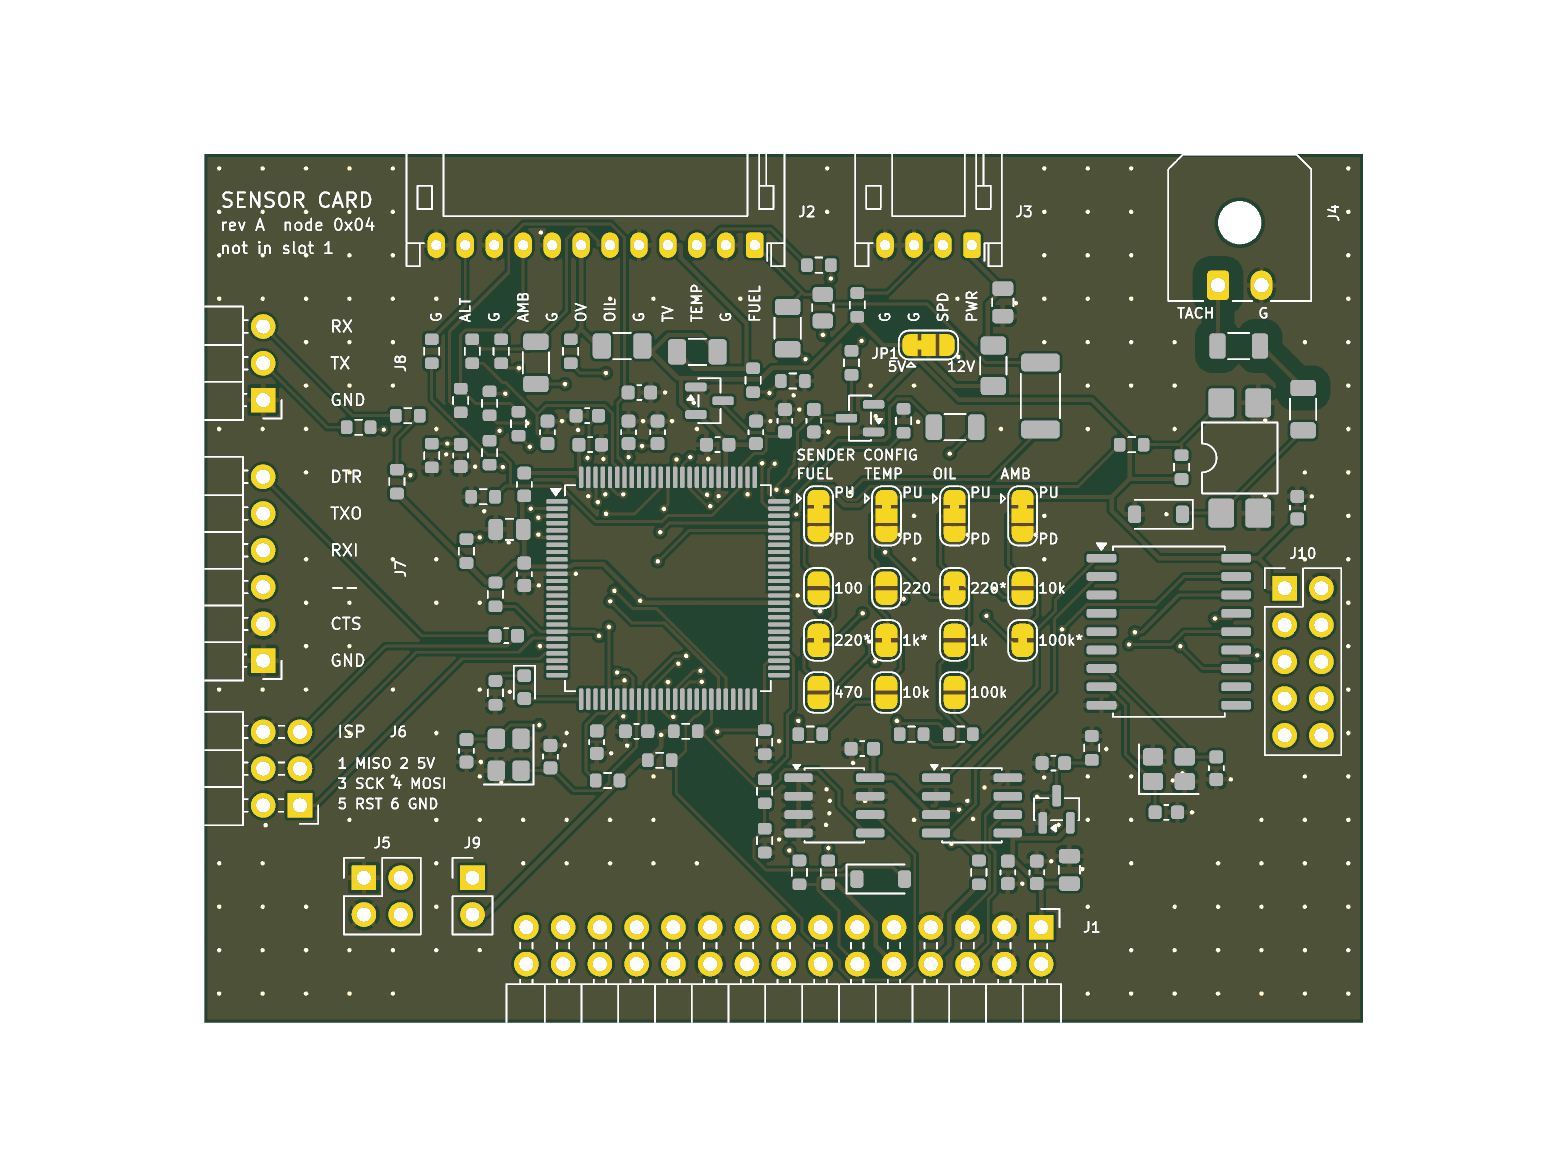 SENSOR CARD
rev A  node 0x04
not in slot 1
J2
J3
J4
G
ALT
G
AMB
G
OV
OIL
G
TV
TEMP
G
FUEL
G
G
SPD
PWR
TACH
G
RX
TX
GND
J8
JP1
5V
12V
SENDER CONFIG
FUEL TEMP OIL AMB
PU PU PU PU
PD PD PD PD
100 220 220* 10k
220* 1k* 1k 100k*
470 10k 100k
DTR
TXO
RXI
--
CTS
GND
J7
J10
ISP J6
1 MISO 2 5V
3 SCK 4 MOSI
5 RST 6 GND
J5
J9
J1